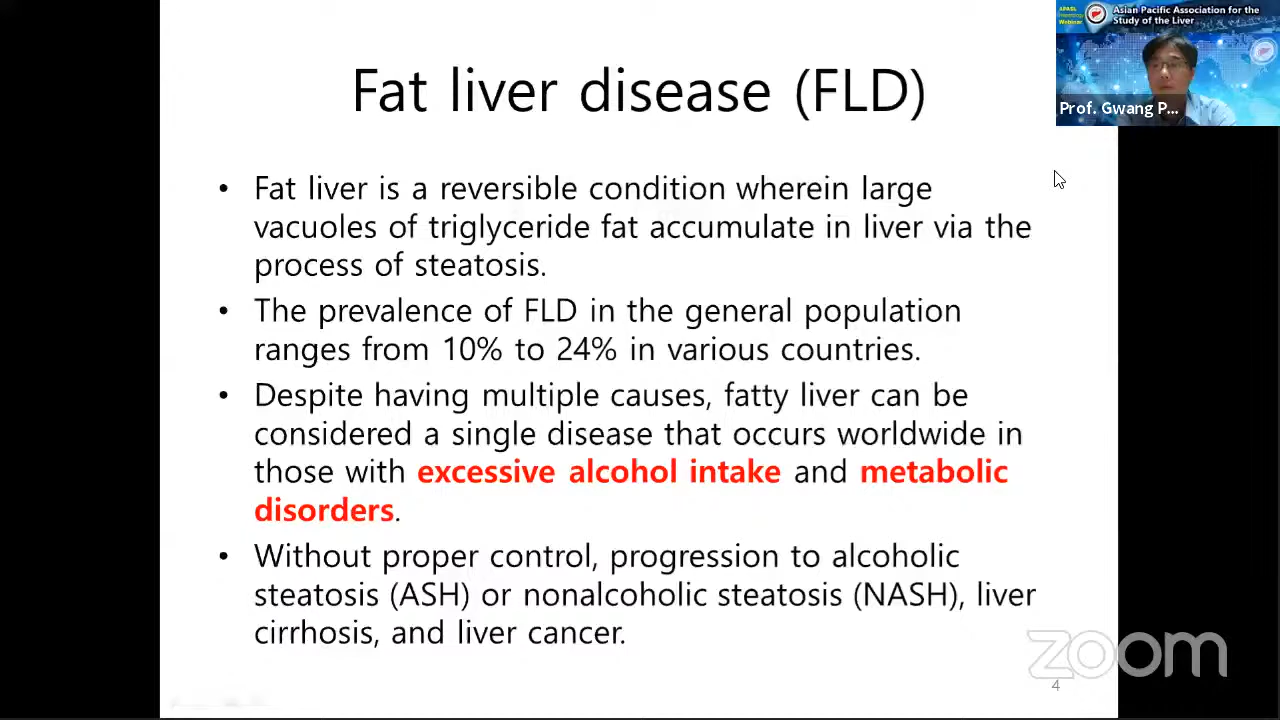 Asian Pacific Association for the
Study of the Liver
APASL
Webinar
Prof. Gwang P...
Fat liver disease (FLD)
• Fat liver is a reversible condition wherein large
vacuoles of triglyceride fat accumulate in liver via the
process of steatosis.
• The prevalence of FLD in the general population
ranges from 10% to 24% in various countries.
• Despite having multiple causes, fatty liver can be
considered a single disease that occurs worldwide in
those with excessive alcohol intake and metabolic
disorders.
• Without proper control, progression to alcoholic
steatosis (ASH) or nonalcoholic steatosis (NASH), liver
cirrhosis, and liver cancer.
zoom
4